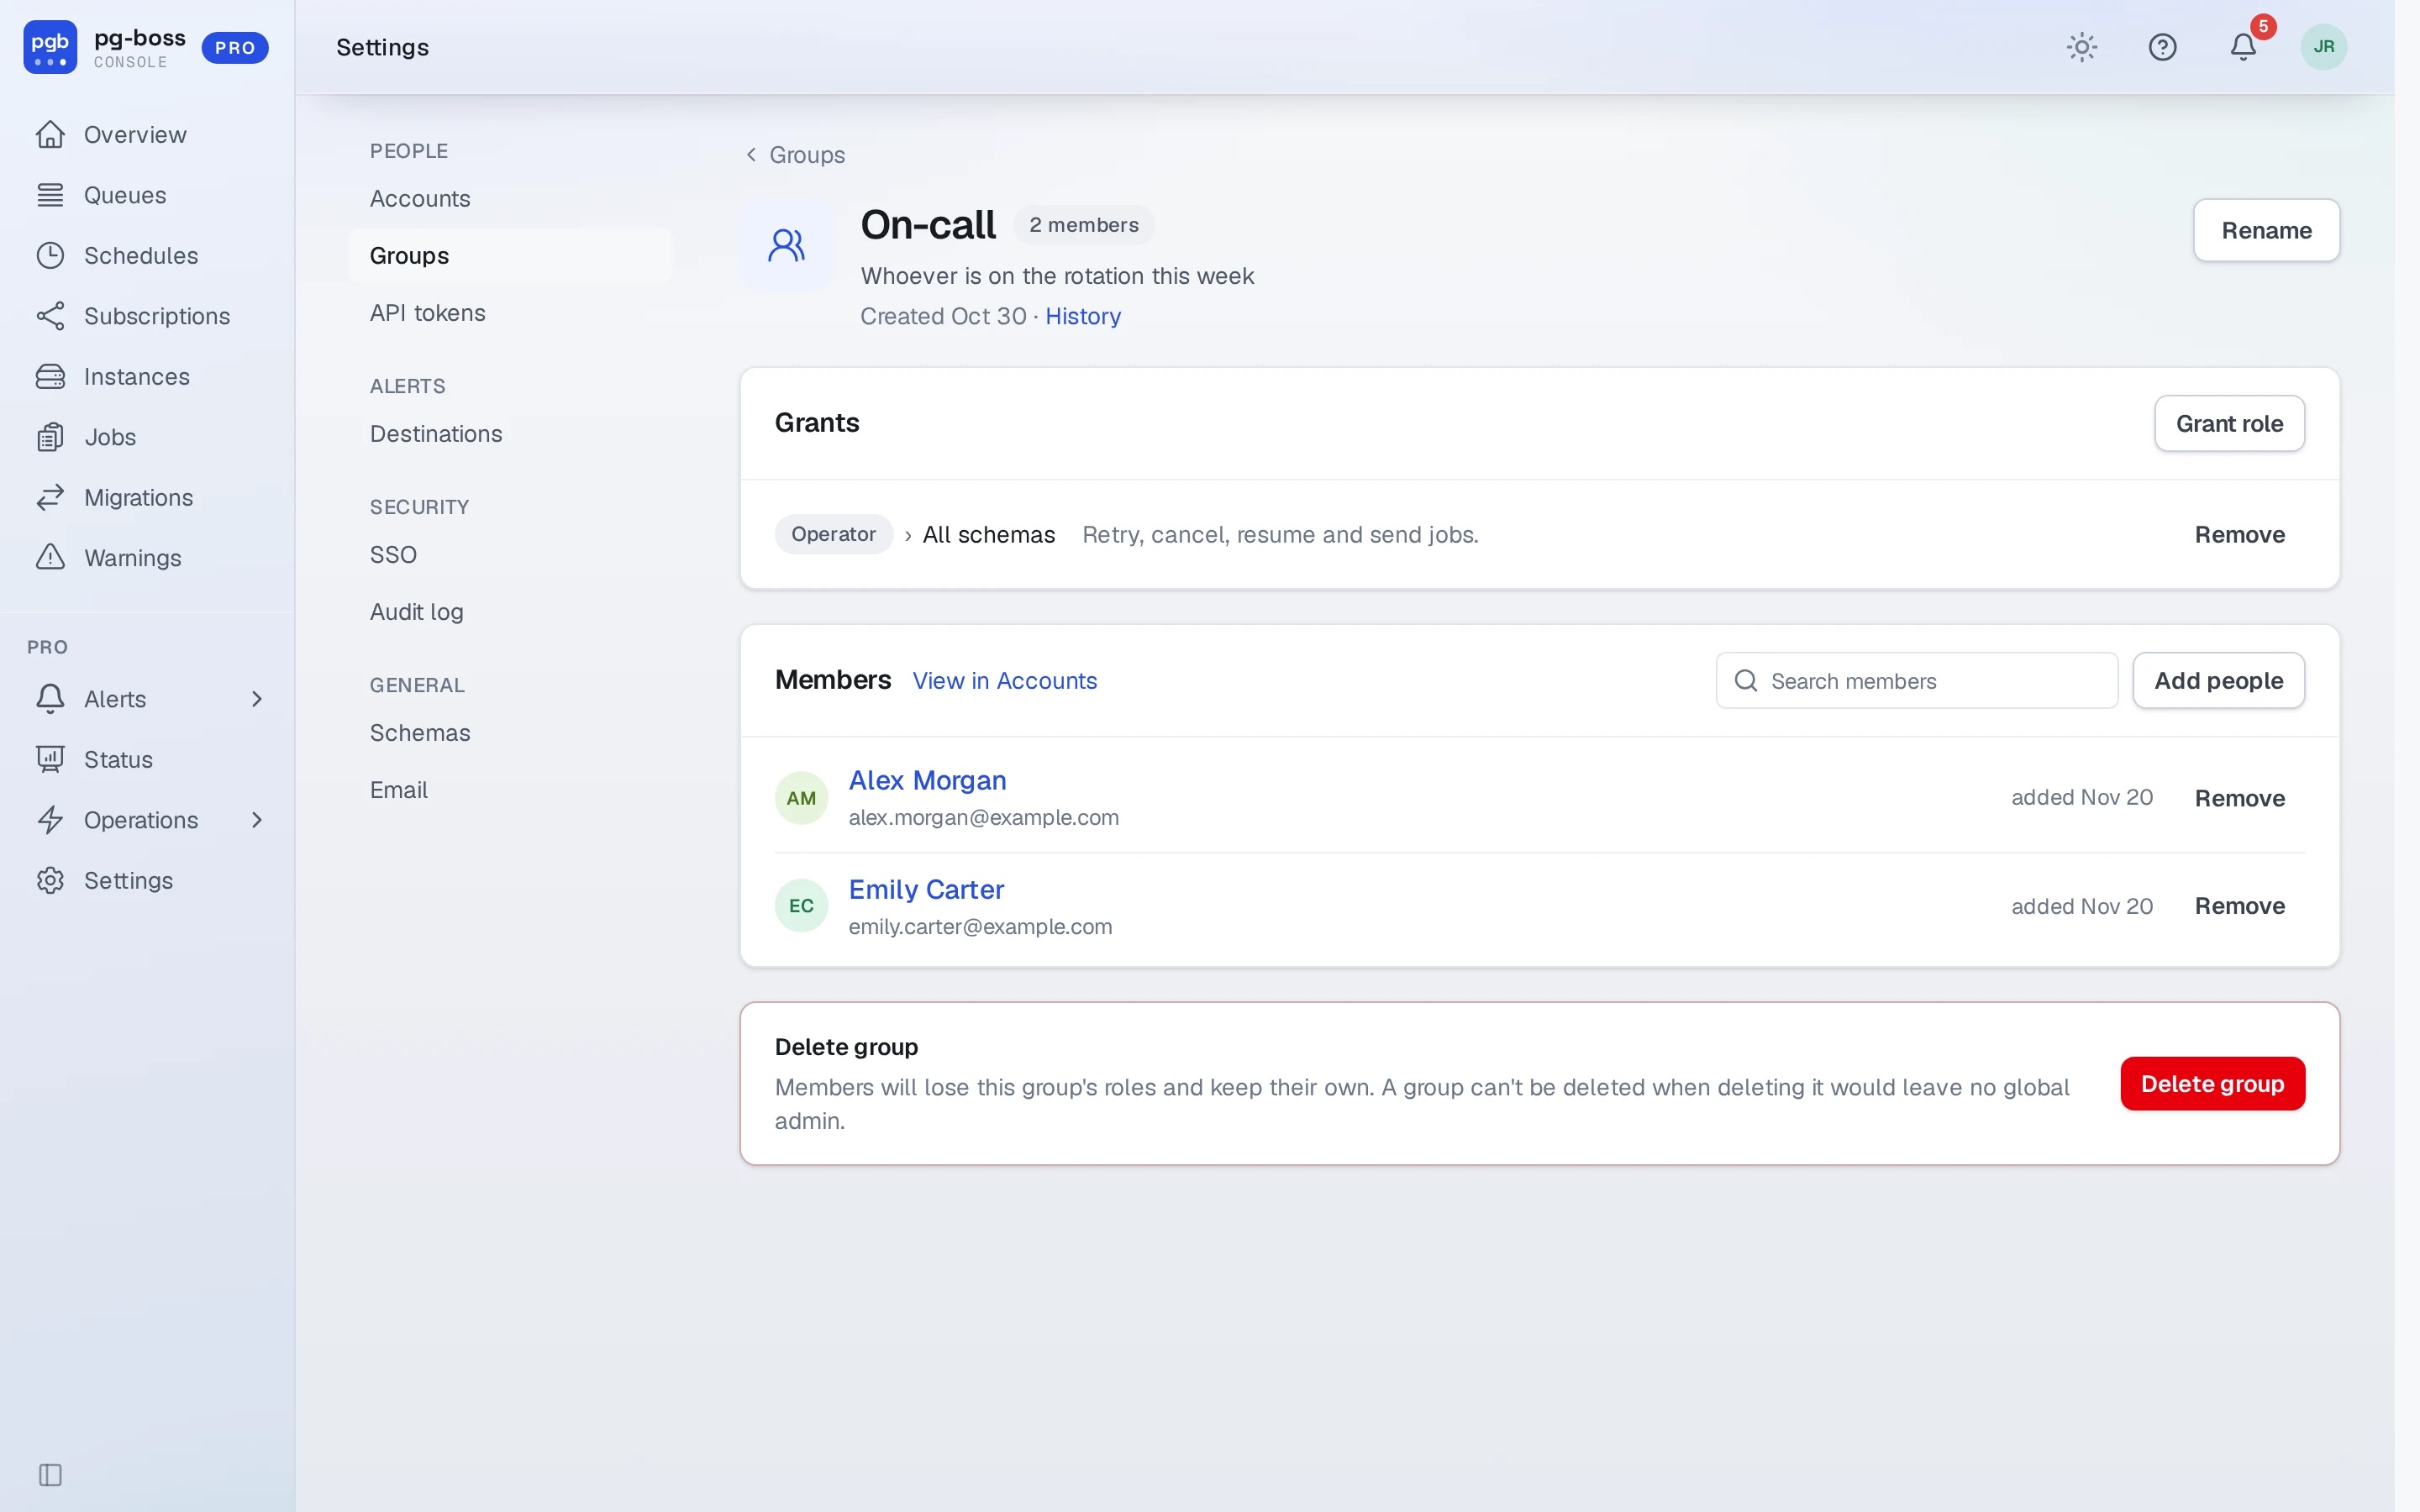 pgb
pg-boss
CONSOLE
PRO
Settings
5
JR
Overview
Queues
Schedules
Subscriptions
Instances
Jobs
Migrations
Warnings
PRO
Alerts
Status
Operations
Settings
PEOPLE
Accounts
Groups
API tokens
ALERTS
Destinations
SECURITY
SSO
Audit log
GENERAL
Schemas
Email
Groups
On-call 2 members
Rename
Whoever is on the rotation this week
Created Oct 30 · History
Grants
Grant role
Operator › All schemas Retry, cancel, resume and send jobs.
Remove
Members View in Accounts
Search members
Add people
AM
Alex Morgan
alex.morgan@example.com
added Nov 20
Remove
EC
Emily Carter
emily.carter@example.com
added Nov 20
Remove
Delete group
Members will lose this group's roles and keep their own. A group can't be deleted when deleting it would leave no global
admin.
Delete group